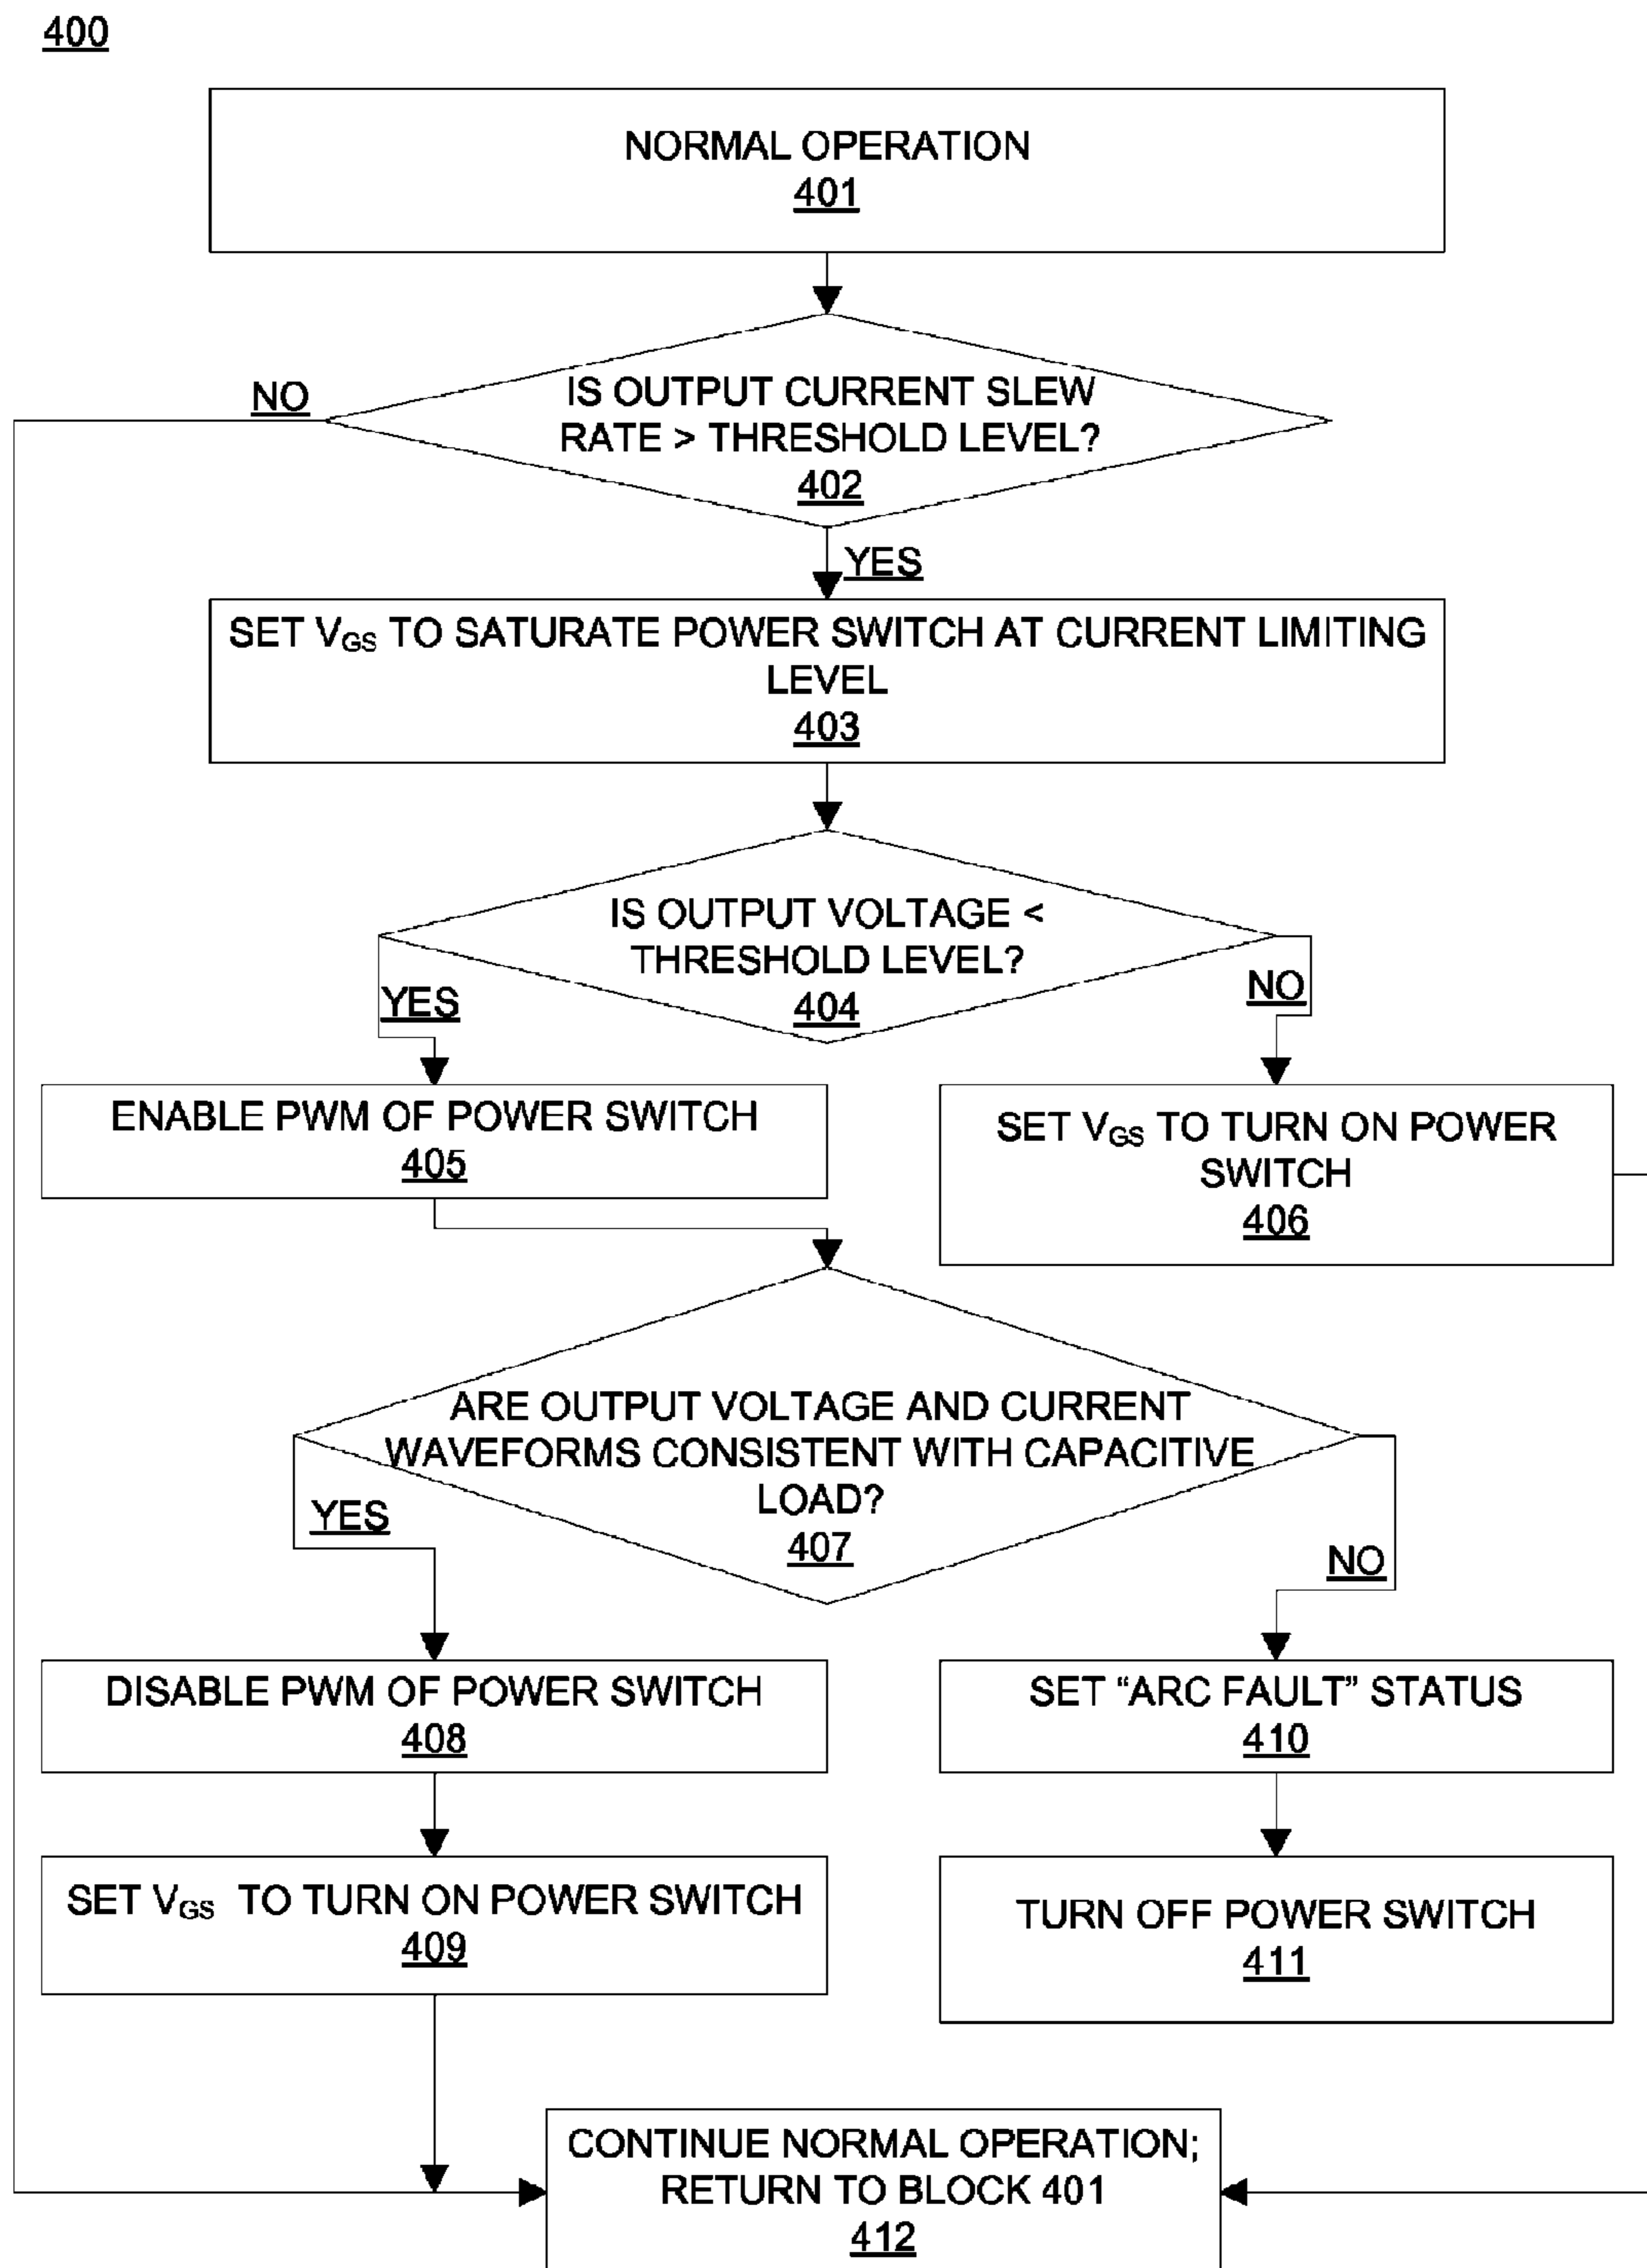 400
NORMAL OPERATION
401
IS OUTPUT CURRENT SLEW
RATE > THRESHOLD LEVEL?
402
NO
YES
SET VGS TO SATURATE POWER SWITCH AT CURRENT LIMITING
LEVEL
403
IS OUTPUT VOLTAGE <
THRESHOLD LEVEL?
404
YES
NO
ENABLE PWM OF POWER SWITCH
405
SET VGS TO TURN ON POWER
SWITCH
406
ARE OUTPUT VOLTAGE AND CURRENT
WAVEFORMS CONSISTENT WITH CAPACITIVE
LOAD?
407
YES
NO
DISABLE PWM OF POWER SWITCH
408
SET “ARC FAULT” STATUS
410
SET VGS TO TURN ON POWER SWITCH
409
TURN OFF POWER SWITCH
411
CONTINUE NORMAL OPERATION;
RETURN TO BLOCK 401
412